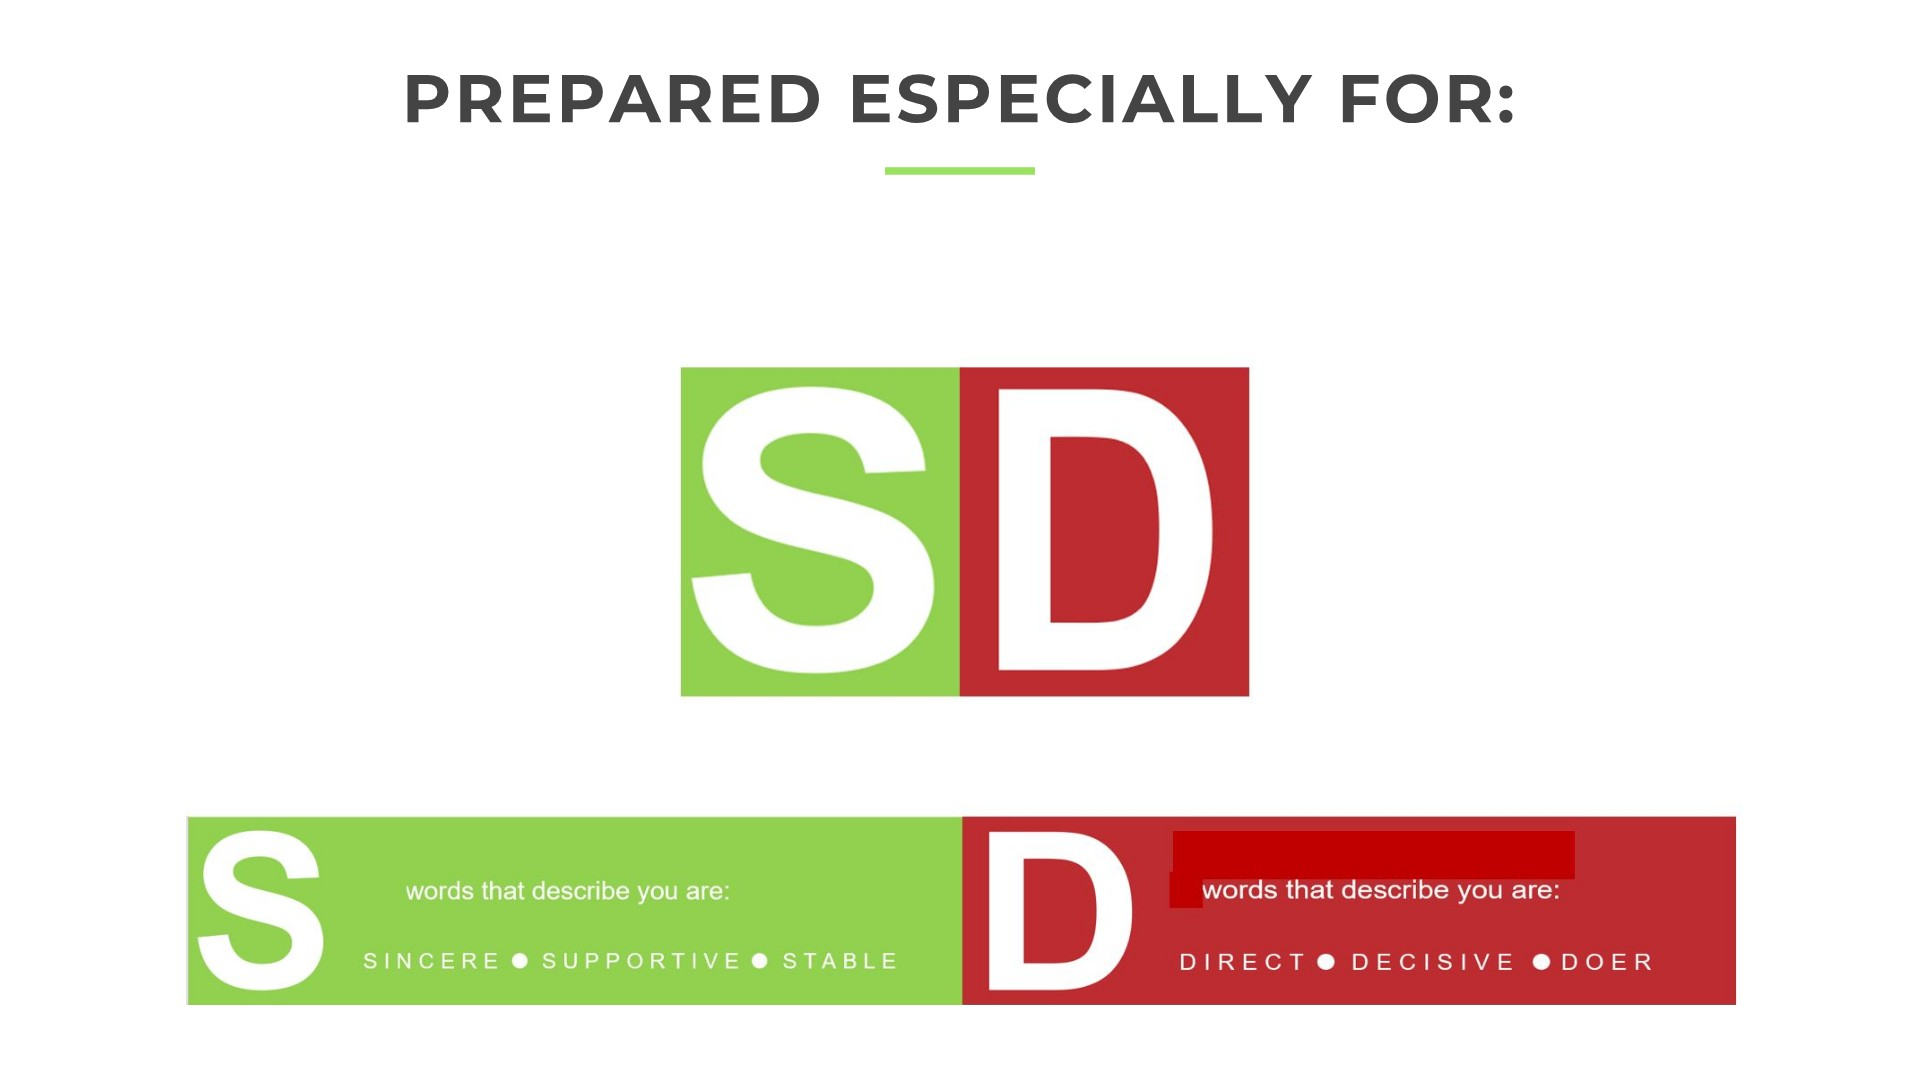 PREPARED ESPECIALLY FOR:
SD
S
words that describe you are:
SINCERE ● SUPPORTIVE ● STABLE
D
words that describe you are:
DIRECT ● DECISIVE ● DOER